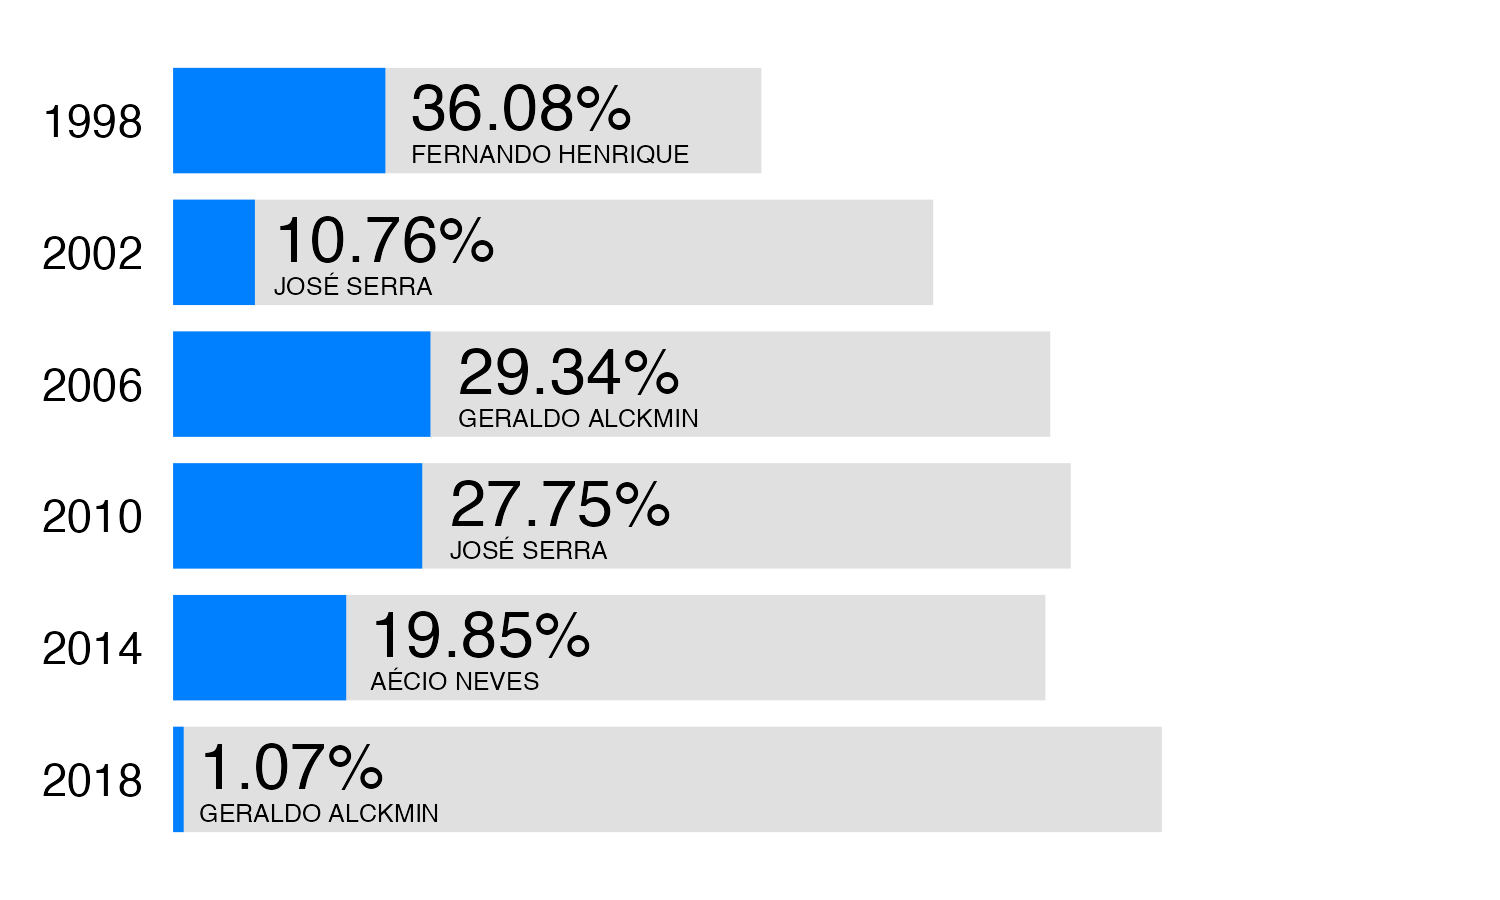 1998
36.08%
FERNANDO HENRIQUE
2002
10.76%
JOSÉ SERRA
2006
29.34%
GERALDO ALCKMIN
2010
27.75%
JOSÉ SERRA
2014
19.85%
AÉCIO NEVES
2018
1.07%
GERALDO ALCKMIN